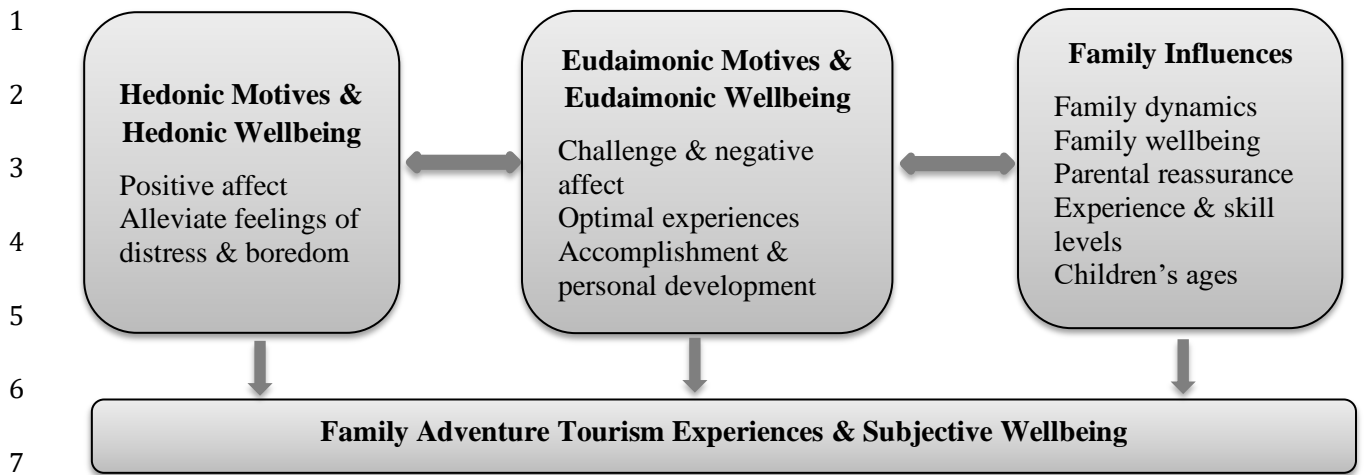 1
2
3
4
5
6
7
Hedonic Motives &
Hedonic Wellbeing
Positive affect
Alleviate feelings of
distress & boredom
Eudaimonic Motives &
Eudaimonic Wellbeing
Challenge & negative
affect
Optimal experiences
Accomplishment &
personal development
Family Influences
Family dynamics
Family wellbeing
Parental reassurance
Experience & skill
levels
Children’s ages
Family Adventure Tourism Experiences & Subjective Wellbeing